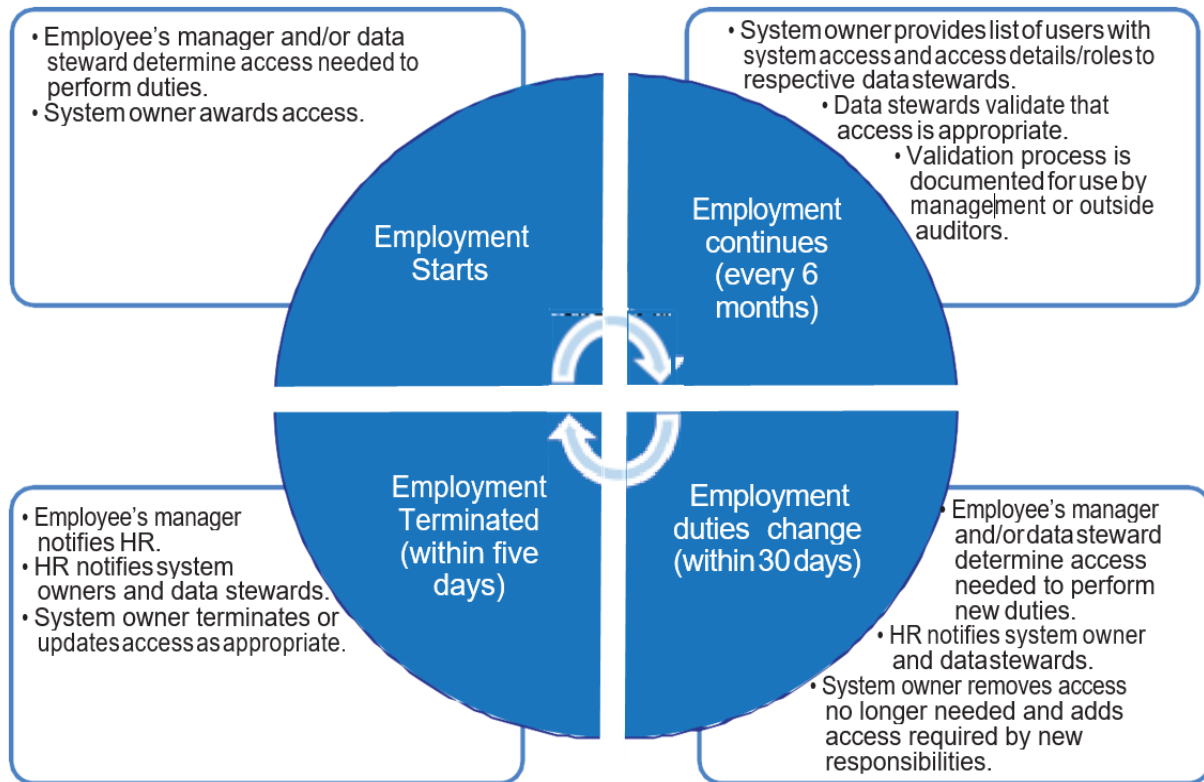 • Employee's manager and/or data
steward determine access needed to
perform duties.
• System owner awards access.
Employment
Starts
• System owner provides list of users with
system access and access details/roles to
respective data stewards.
• Data stewards validate that
access is appropriate.
• Validation process is
documented for use by
management or outside
auditors.
Employment
continues
(every 6
months)
• Employee's manager
notifies HR.
• HR notifies system
owners and data stewards.
• System owner terminates or
updates access as appropriate.
Employment
Terminated
(within five
days)
Employment
duties change
(within 30 days)
• Employee's manager
and/or data steward
determine access
needed to perform
new duties.
• HR notifies system owner
and data stewards.
• System owner removes access
no longer needed and adds
access required by new
responsibilities.